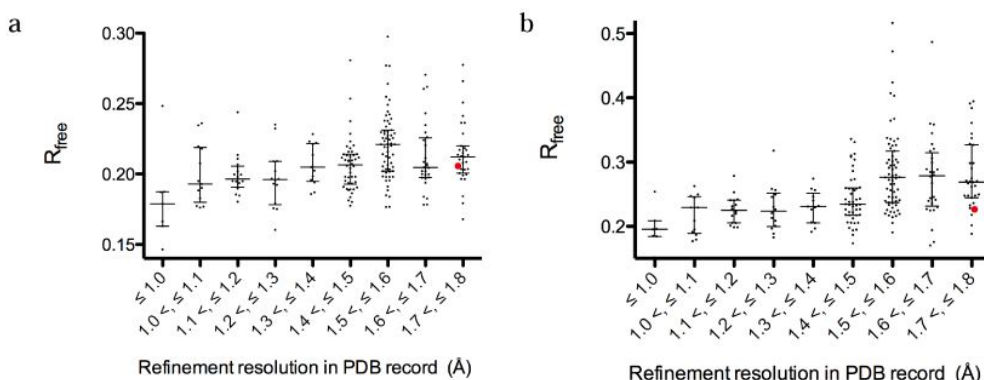 a
0.30
0.25
0.20
0.15
R free
≤ 1.0
1.0 <, ≤ 1.1
1.1 <, ≤ 1.2
1.2 <, ≤ 1.3
1.3 <, ≤ 1.4
1.4 <, ≤ 1.5
1.5 <, ≤ 1.6
1.6 <, ≤ 1.7
1.7 <, ≤ 1.8
Refinement resolution in PDB record (Å)
b
0.5
0.4
0.3
0.2
R free
≤ 1.0
1.0 <, ≤ 1.1
1.1 <, ≤ 1.2
1.2 <, ≤ 1.3
1.3 <, ≤ 1.4
1.4 <, ≤ 1.5
1.5 <, ≤ 1.6
1.6 <, ≤ 1.7
1.7 <, ≤ 1.8
Refinement resolution in PDB record (Å)